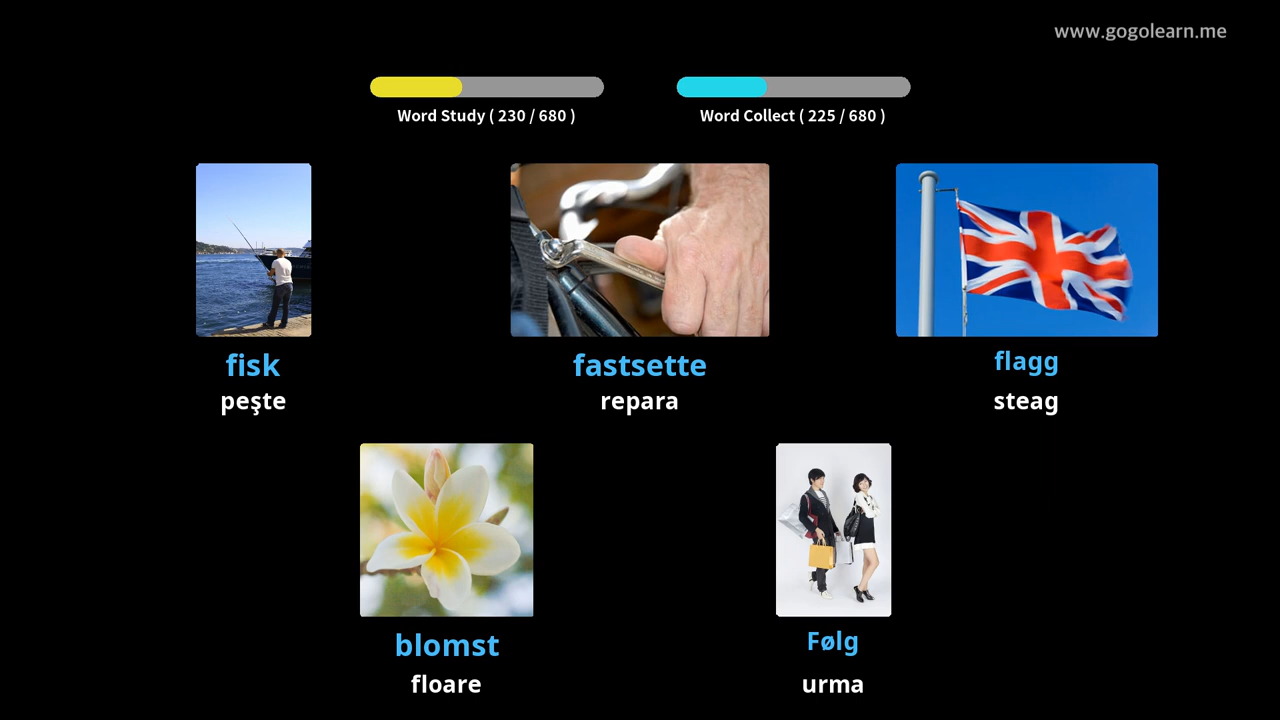 www.gogolearn.me
Word Study ( 230 / 680 )
Word Collect ( 225 / 680 )
fisk
peşte
fastsette
repara
flagg
steag
blomst
floare
Følg
urma